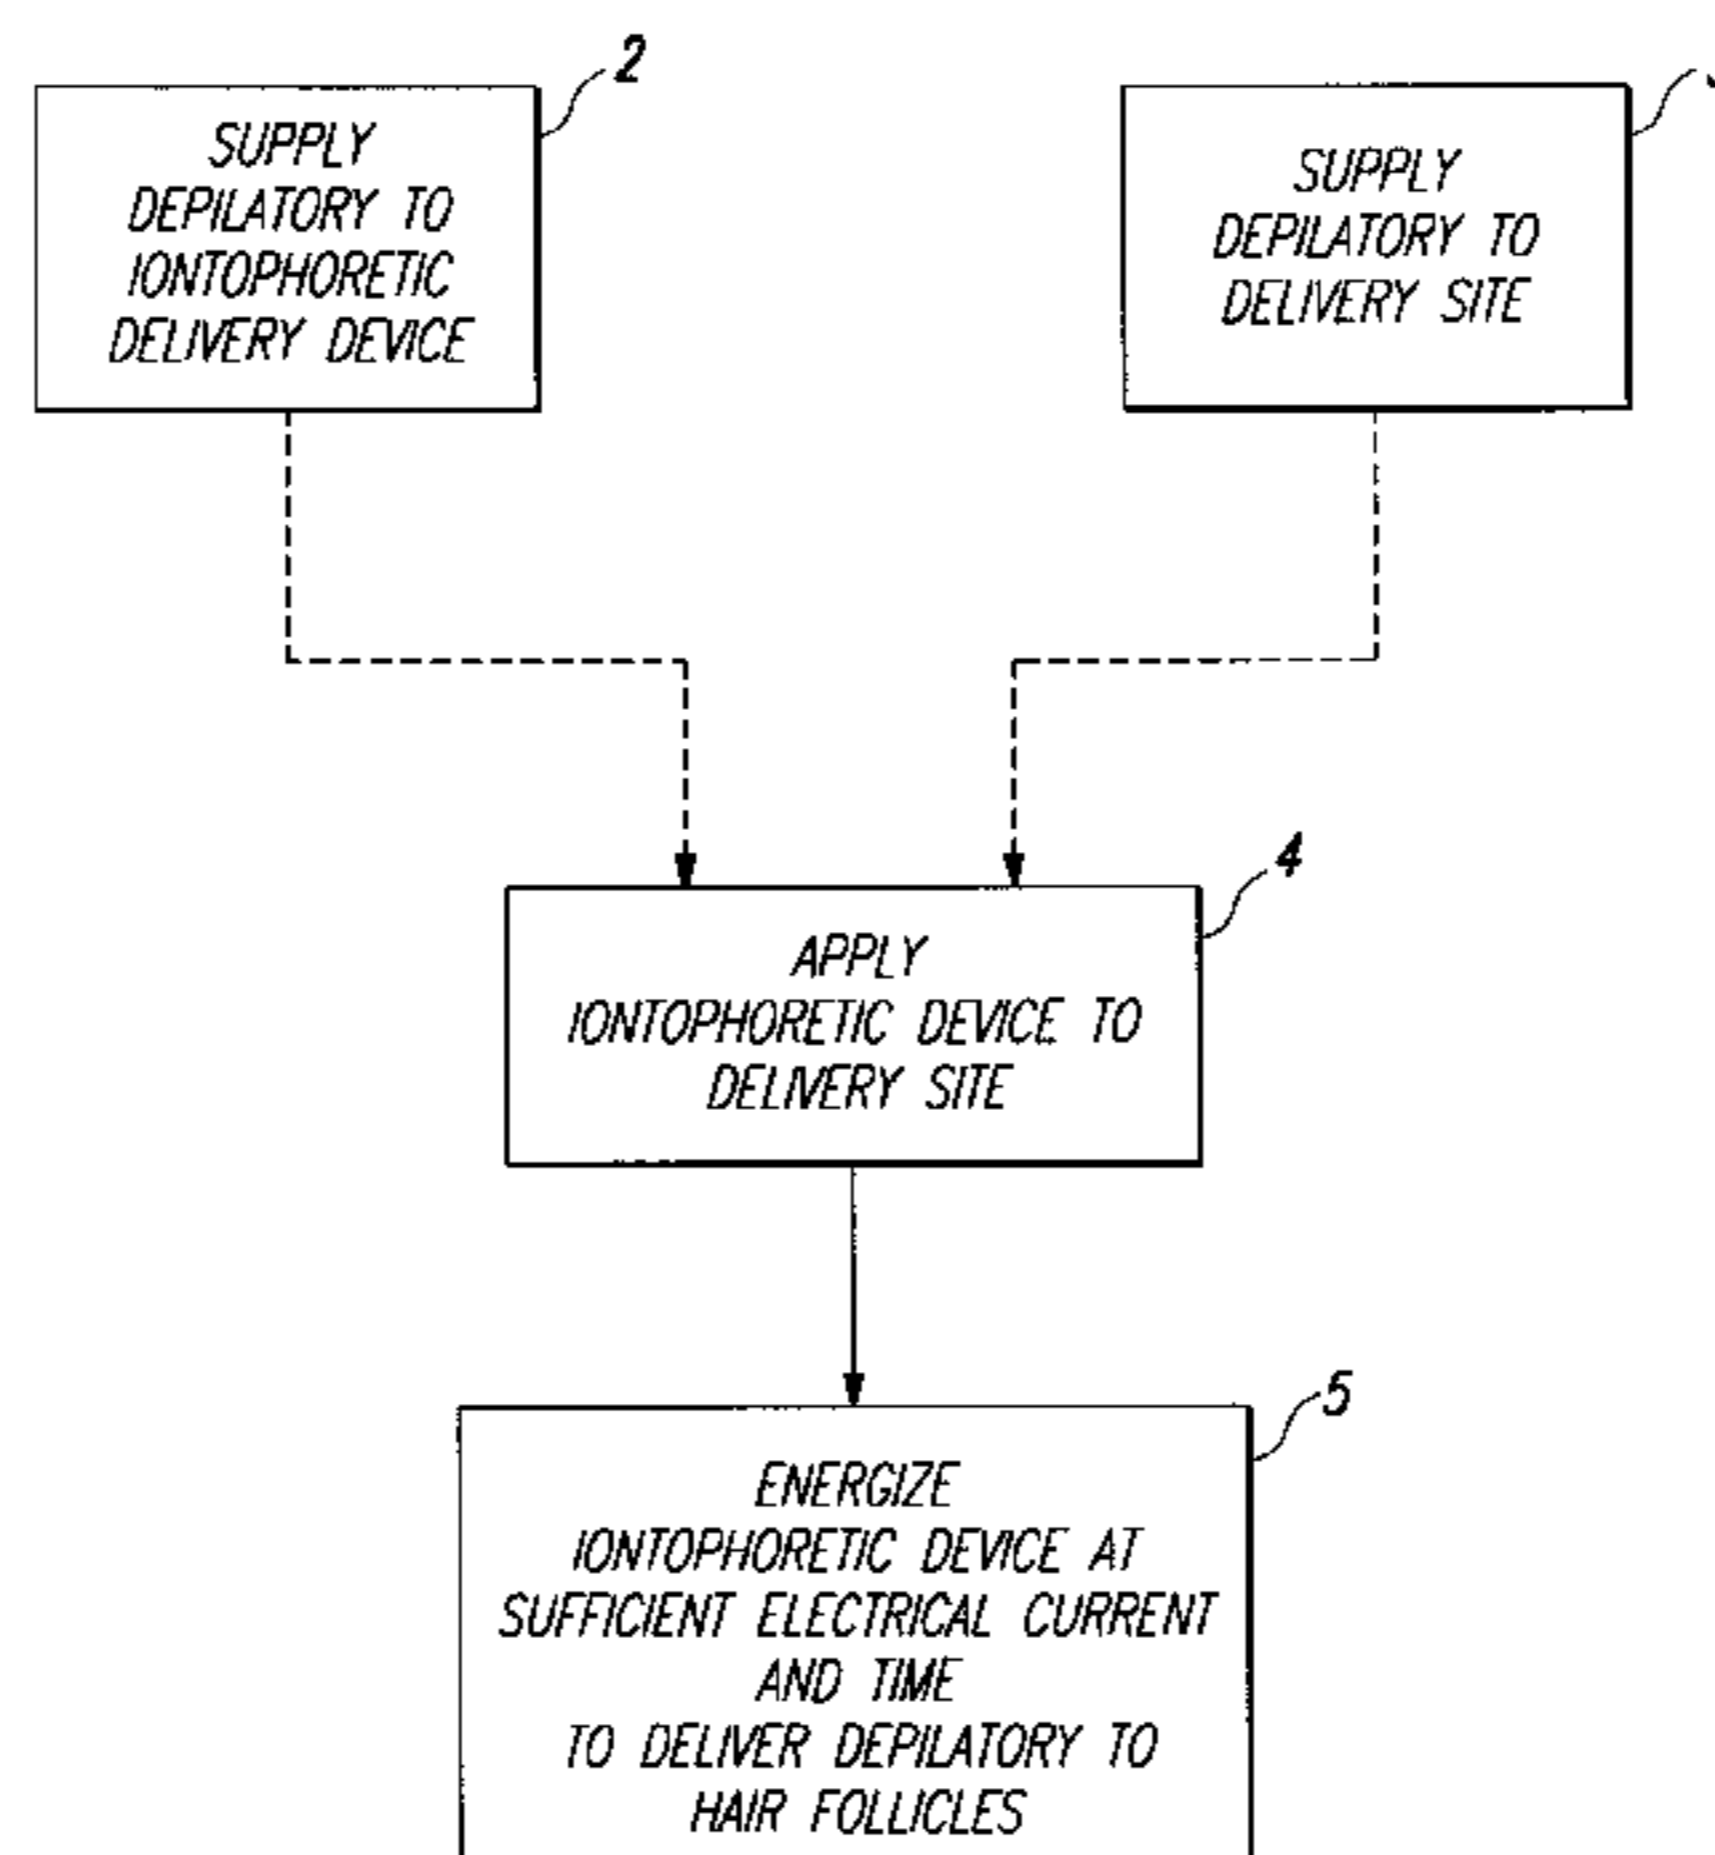 2
SUPPLY
DEPILATORY TO
IONTOPHORETIC
DELIVERY DEVICE
SUPPLY
DEPILATORY TO
DELIVERY SITE
4
APPLY
IONTOPHORETIC DEVICE TO
DELIVERY SITE
5
ENERGIZE
IONTOPHORETIC DEVICE AT
SUFFICIENT ELECTRICAL CURRENT
AND TIME
TO DELIVER DEPILATORY TO
HAIR FOLLICLES